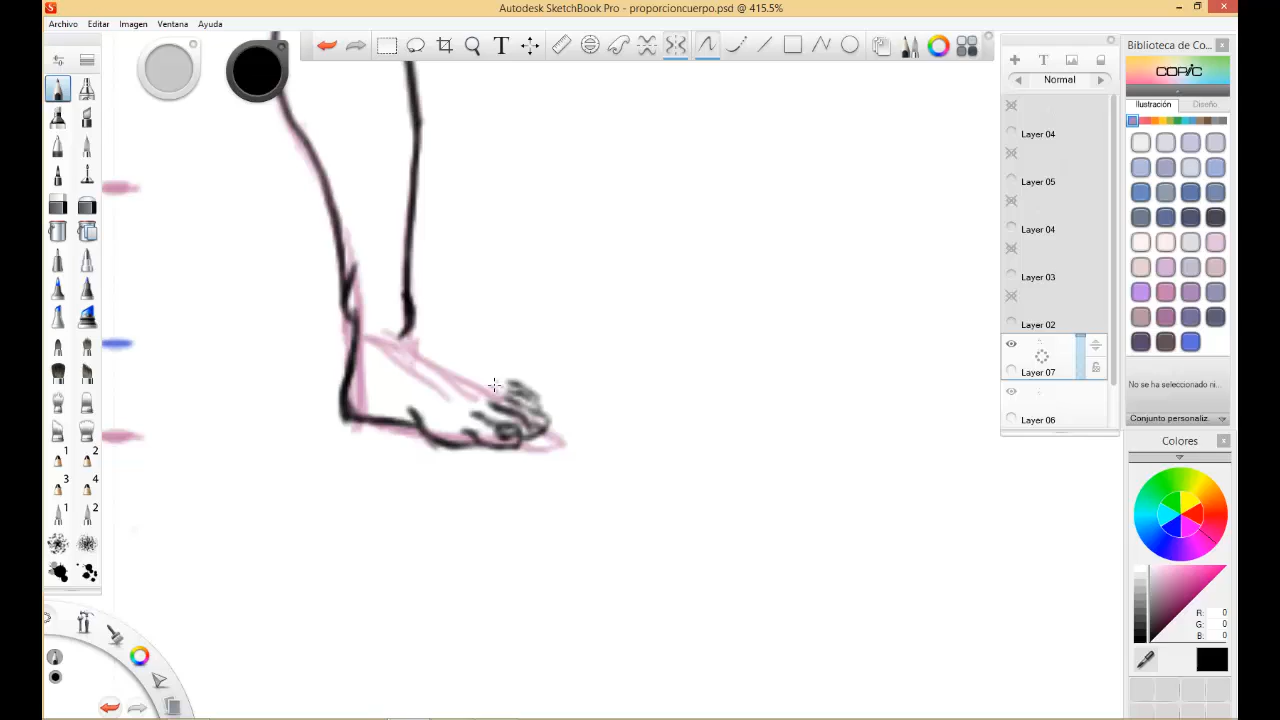 Autodesk SketchBook Pro - proporcioncuerpo.psd @ 415.5%
Archivo Editar Imagen Ventana Ayuda
T
T
Normal
Layer 04
Layer 05
Layer 04
Layer 03
Layer 02
Layer 07
Layer 06
Biblioteca de Co...
COPIC
Ilustración Diseño
No se ha seleccionado ni...
Conjunto personaliz.
Colores
R: 0
G: 0
B: 0
1 2
3 4
1 2